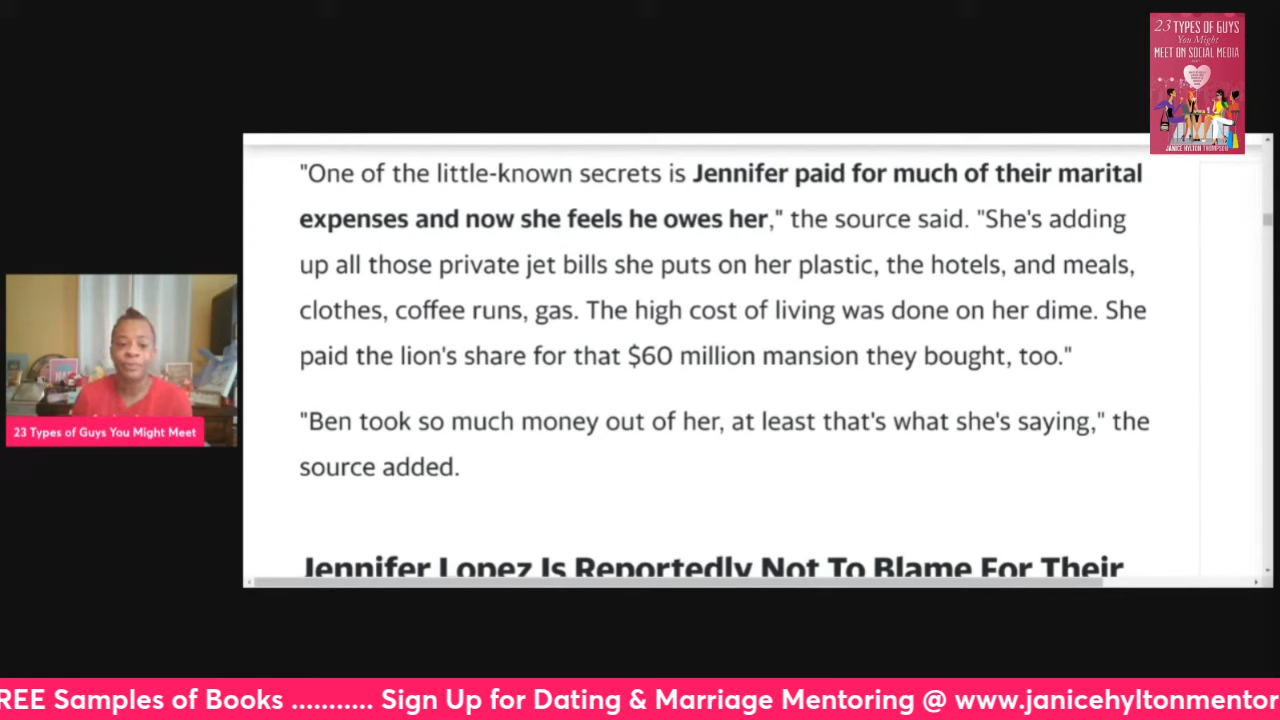 23 TYPES OF GUYS
You Might
MEET ON SOCIAL MEDIA
JANICE HYLTON THOMPSON
"One of the little-known secrets is Jennifer paid for much of their marital
expenses and now she feels he owes her," the source said. "She's adding
up all those private jet bills she puts on her plastic, the hotels, and meals,
clothes, coffee runs, gas. The high cost of living was done on her dime. She
paid the lion's share for that $60 million mansion they bought, too."
"Ben took so much money out of her, at least that's what she's saying," the
source added.
Jennifer Lopez Is Reportedly Not To Blame For Their
23 Types of Guys You Might Meet
REE Samples of Books ........... Sign Up for Dating & Marriage Mentoring @ www.janicehyltonmentor